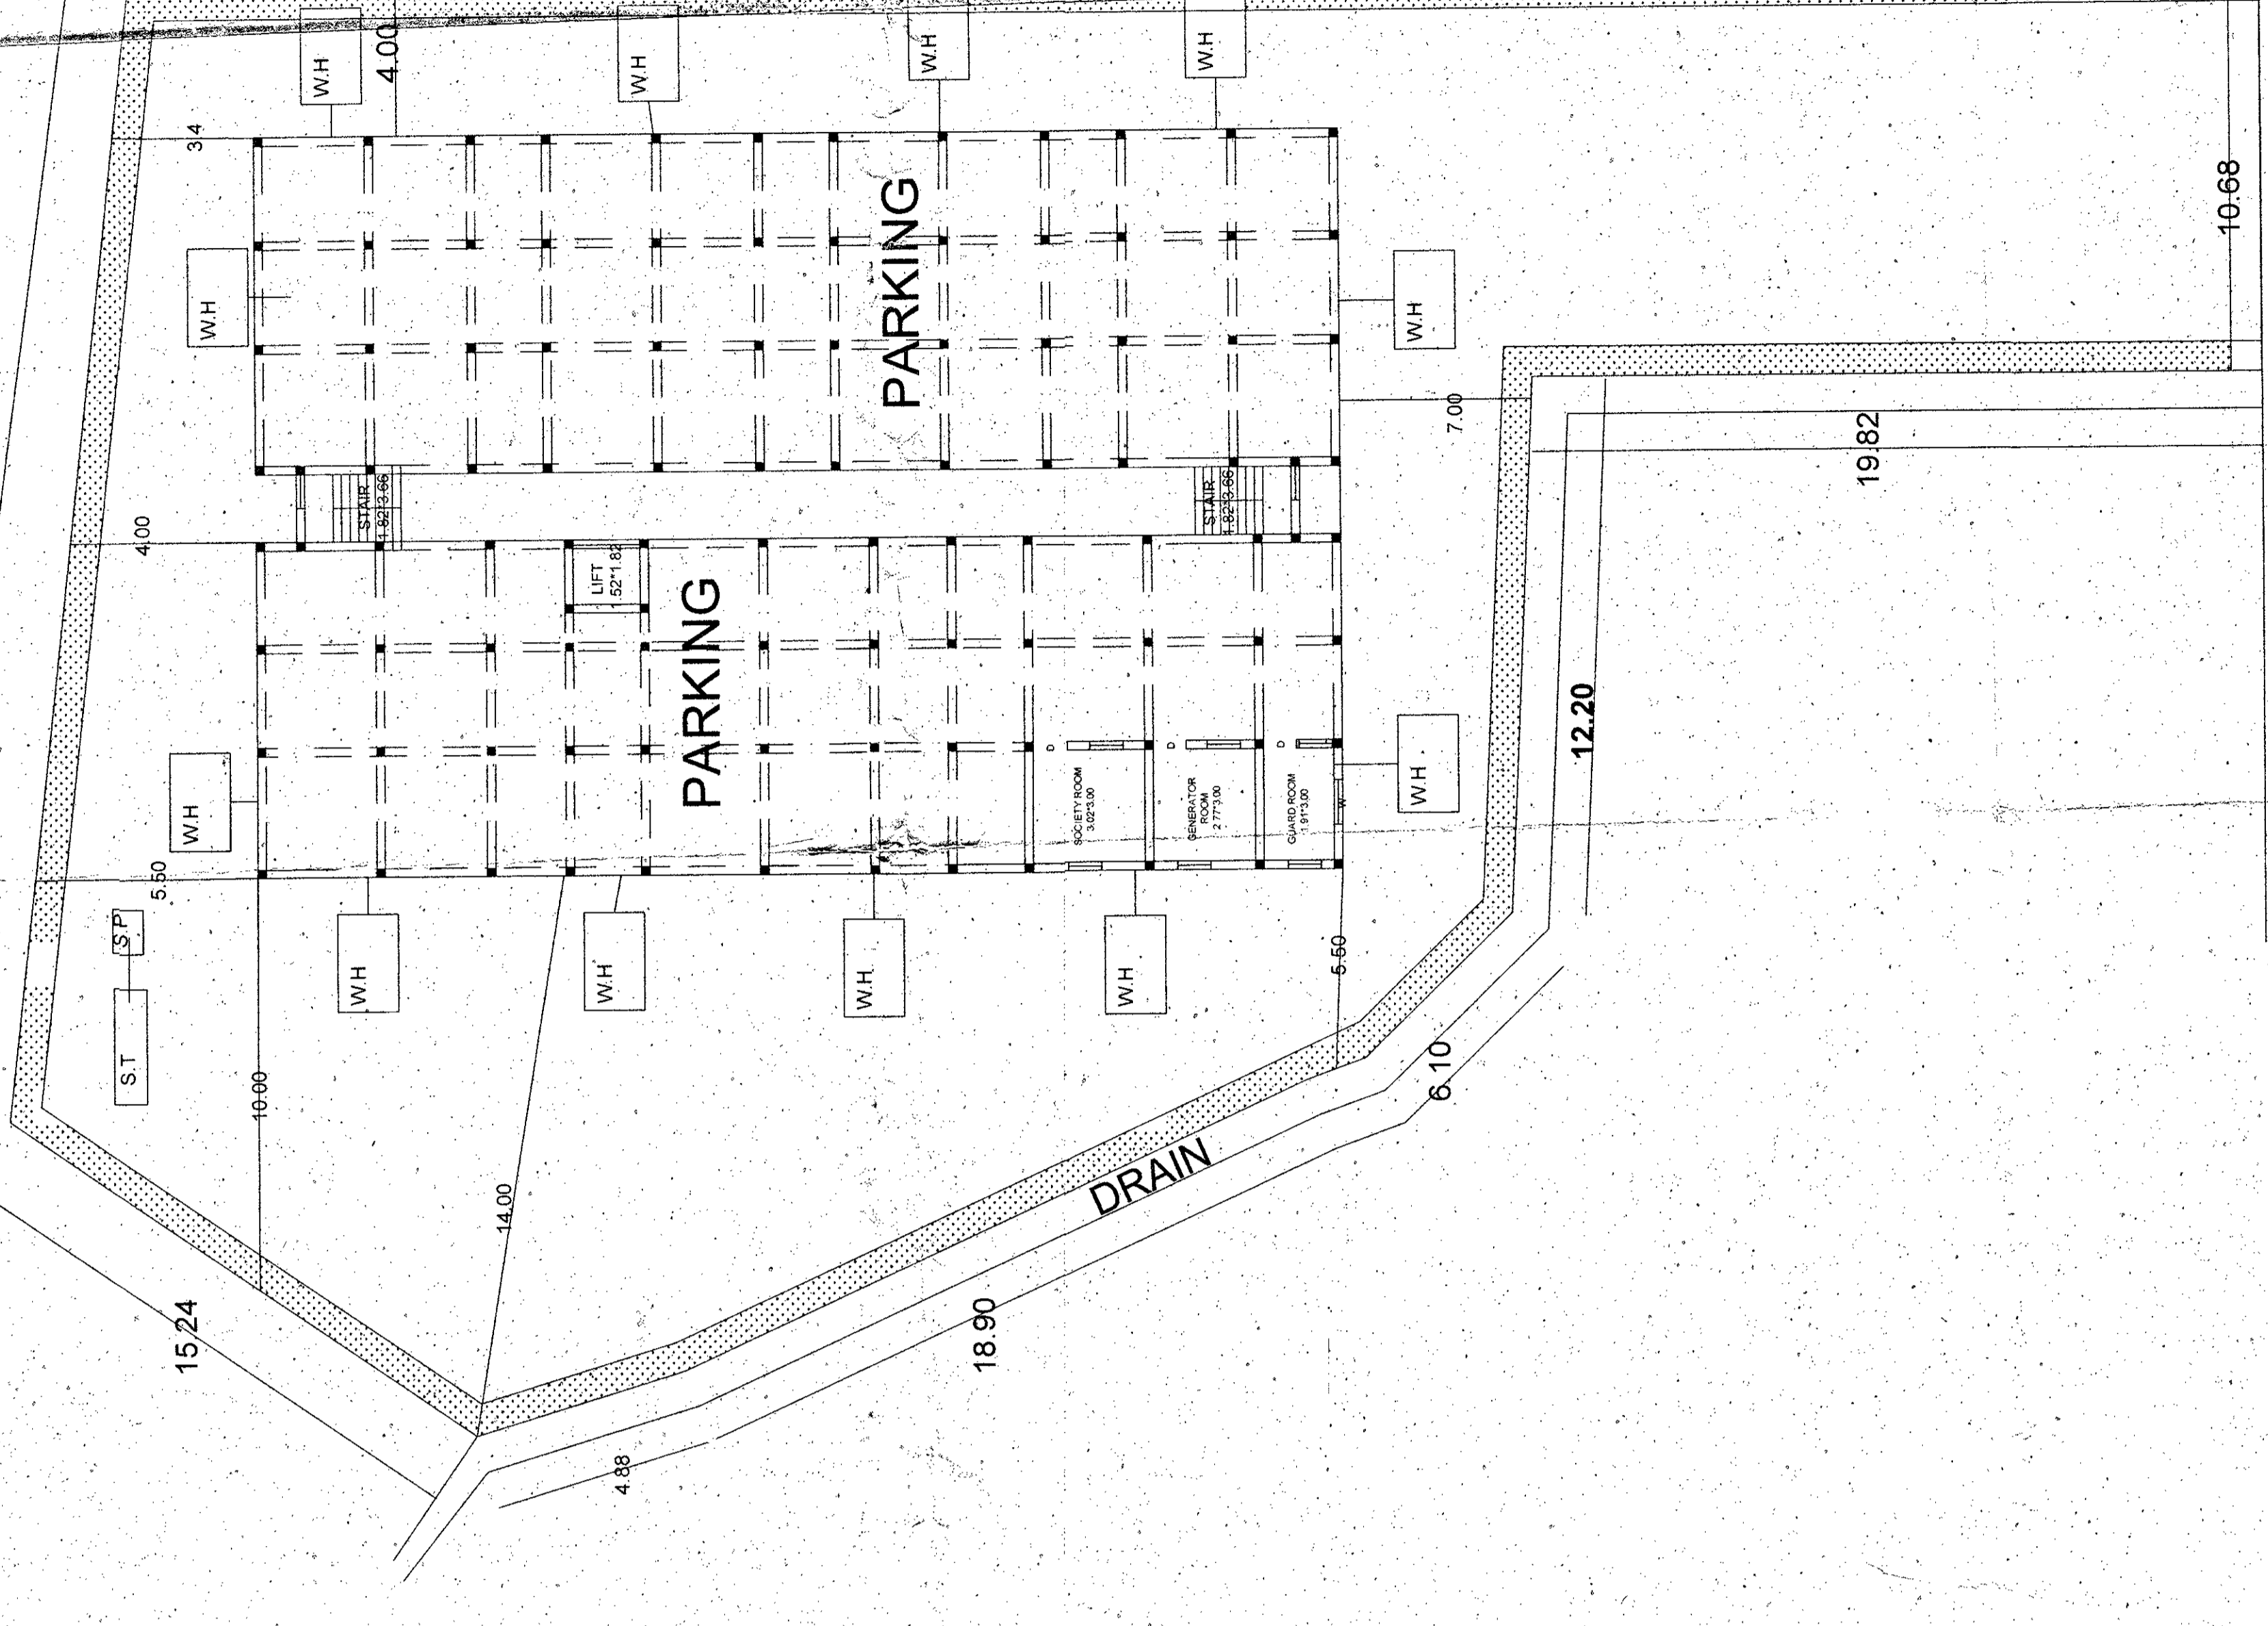 W.H
4.00
W.H
W.H
W.H
3 4
W.H
PARKING
10.68
W.H
7.00
19.82
STAIR
1.82*3.66
STAIR
1.82*3.66
4.00
LIFT
1.52*1.82
PARKING
12.20
SOCIETY ROOM
3.02*3.00
GENERATOR
ROOM
2.77*3.00
GUARD ROOM
1.91*3.00
D
D
D
W
W.H
W.H
5.50
S.P
S.T
W.H
W.H
W.H
W.H
5.50
10.00
6.10
14.00
DRAIN
15.24
18.90
4.88